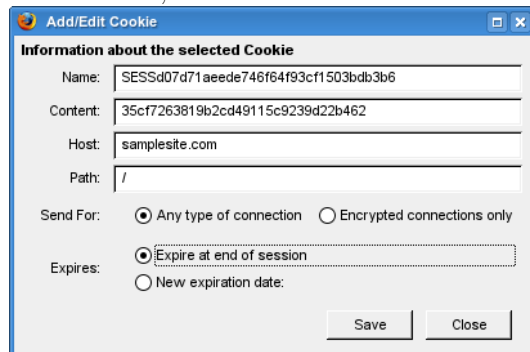 Add/Edit Cookie
Information about the selected Cookie
Name: SESSd07d71aeede746f64f93cf1503bdb3b6
Content: 35cf7263819b2cd49115c9239d22b462
Host: samplesite.com
Path: /
Send For: Any type of connection Encrypted connections only
Expires: Expire at end of session
New expiration date:
Save Close